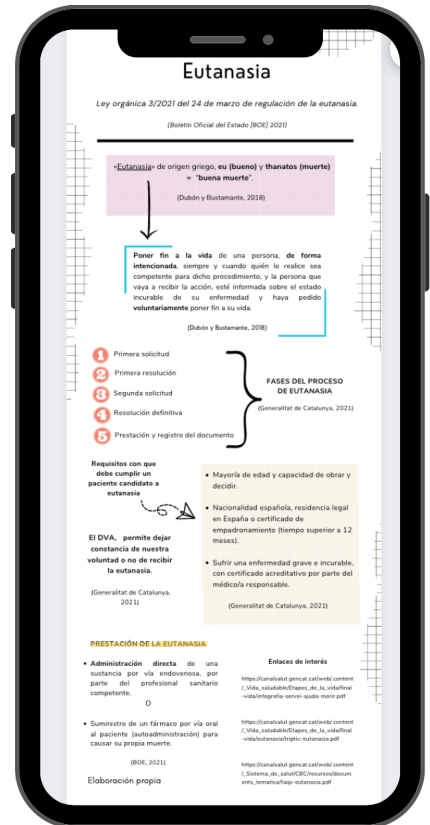 Eutanasia
Ley orgánica 3/2021 del 24 de marzo de regulación de la eutanasia.
(Boletín Oficial del Estado [BOE] 2021)
«Eutanasia» de origen griego, eu (bueno) y thanatos (muerte)
= "buena muerte".
(Dubón y Bustamante, 2018)
Poner fin a la vida de una persona, de forma
intencionada, siempre y cuando quién lo realice sea
competente para dicho procedimiento, y la persona que
vaya a recibir la acción, esté informada sobre el estado
incurable de su enfermedad y haya pedido
voluntariamente poner fin a su vida.
(Dubón y Bustamante, 2018)
1 Primera solicitud
2 Primera resolución
3 Segunda solicitud
4 Resolución definitiva
5 Prestación y registro del documento
FASES DEL PROCESO
DE EUTANASIA
(Generalitat de Catalunya, 2021)
Requisitos con que
debe cumplir un
paciente candidato a
eutanasia
El DVA, permite dejar
constancia de nuestra
voluntad o no de recibir
la eutanasia.
(Generalitat de Catalunya,
2021)
• Mayoría de edad y capacidad de obrar y
decidir.
• Nacionalidad española, residencia legal
en España o certificado de
empadronamiento (tiempo superior a 12
meses).
• Sufrir una enfermedad grave e incurable,
con certificado acreditativo por parte del
médico/a responsable.
(Generalitat de Catalunya, 2021)
PRESTACIÓN DE LA EUTANASIA
• Administración directa de una
sustancia por vía endovenosa, por
parte del profesional sanitario
competente.
O
• Suministro de un fármaco por vía oral
al paciente (autoadministración) para
causar su propia muerte.
(BOE, 2021)
Elaboración propia
Enlaces de interés
https://canalsalut.gencat.cat/web/.content
/_Vida_saludable/Etapes_de_la_vida/final
-vida/infografia-servei-ajuda-morir.pdf
https://canalsalut.gencat.cat/web/.content
/_Vida_saludable/Etapes_de_la_vida/final
-vida/eutanasia/triptic-eutanasia.pdf
https://canalsalut.gencat.cat/web/.content
/_Sistema_de_salut/CBC/recursos/docum
ents_tematica/faqs-eutanasia.pdf